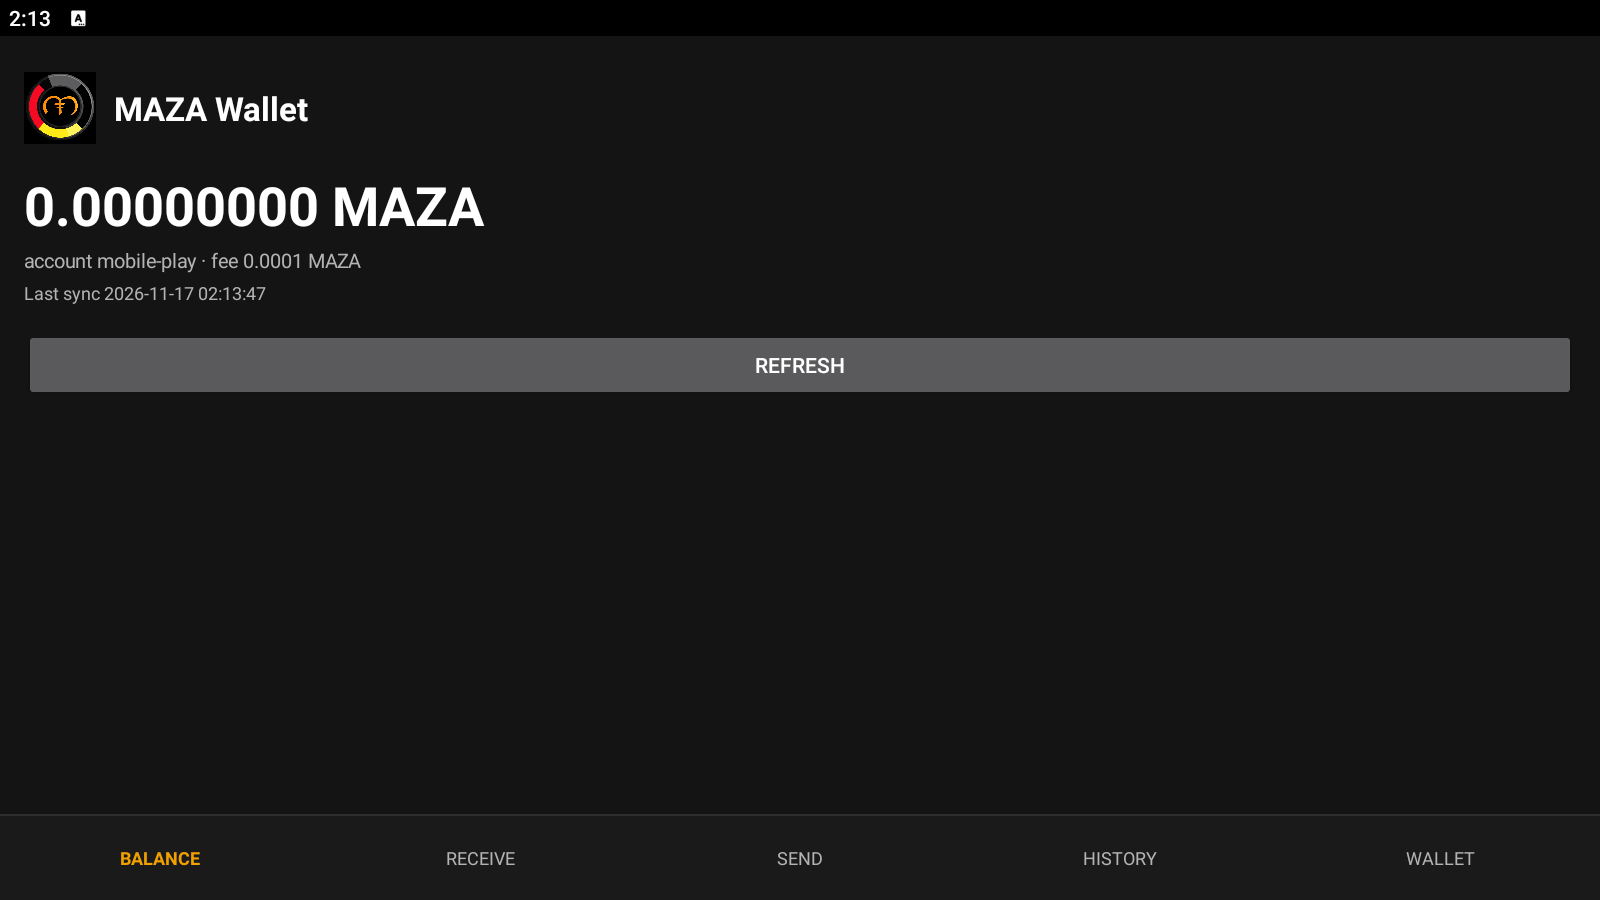 2:13
MAZA Wallet
0.00000000 MAZA
account mobile-play · fee 0.0001 MAZA
Last sync 2026-11-17 02:13:47
REFRESH
BALANCE RECEIVE SEND HISTORY WALLET